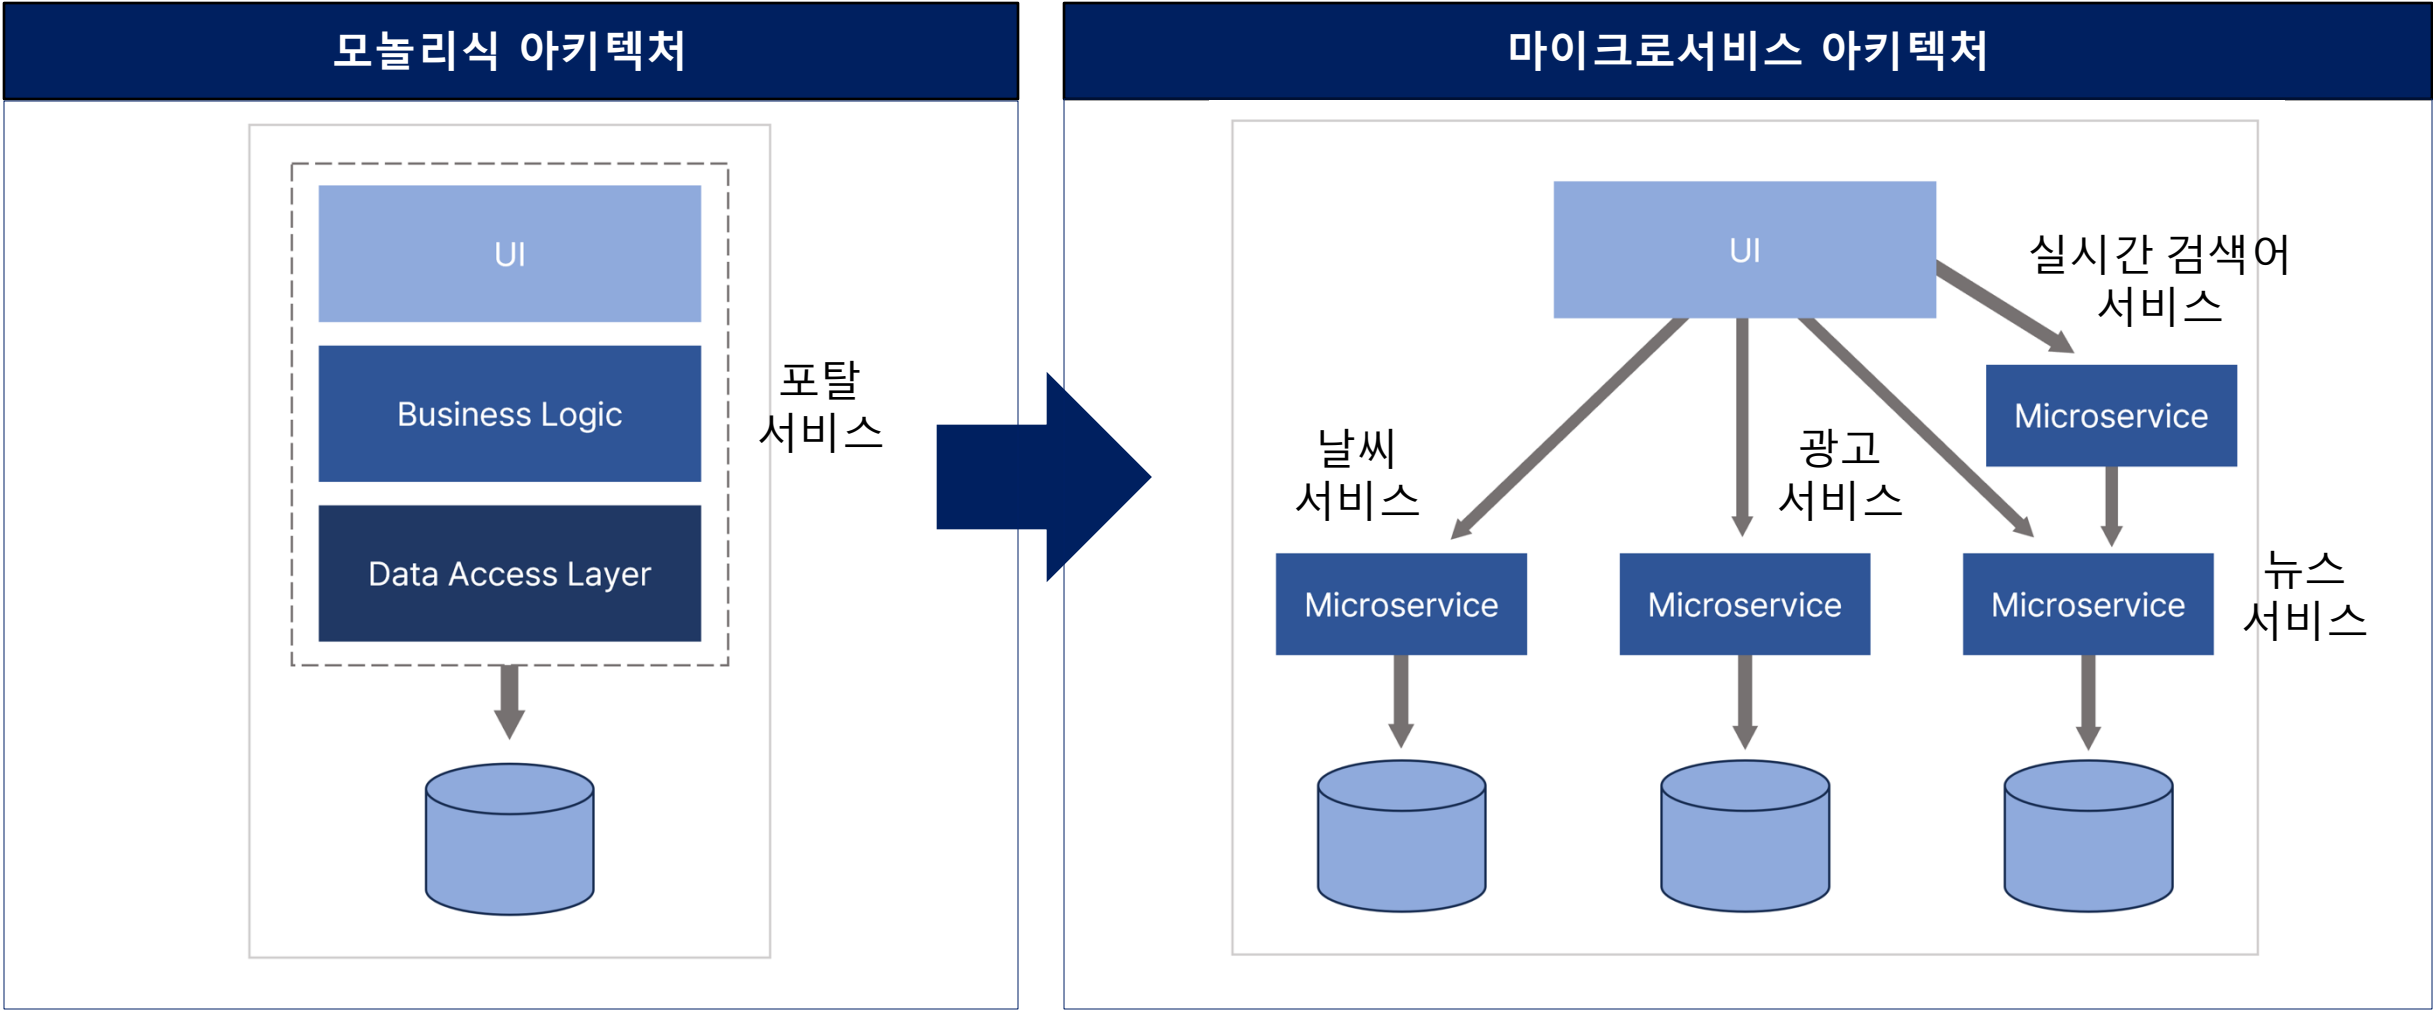 모놀리식 아키텍처
UI
Business Logic
Data Access Layer
포탈
서비스
마이크로서비스 아키텍처
UI
실시간 검색어
서비스
Microservice
날씨
서비스
광고
서비스
Microservice
Microservice
Microservice
뉴스
서비스